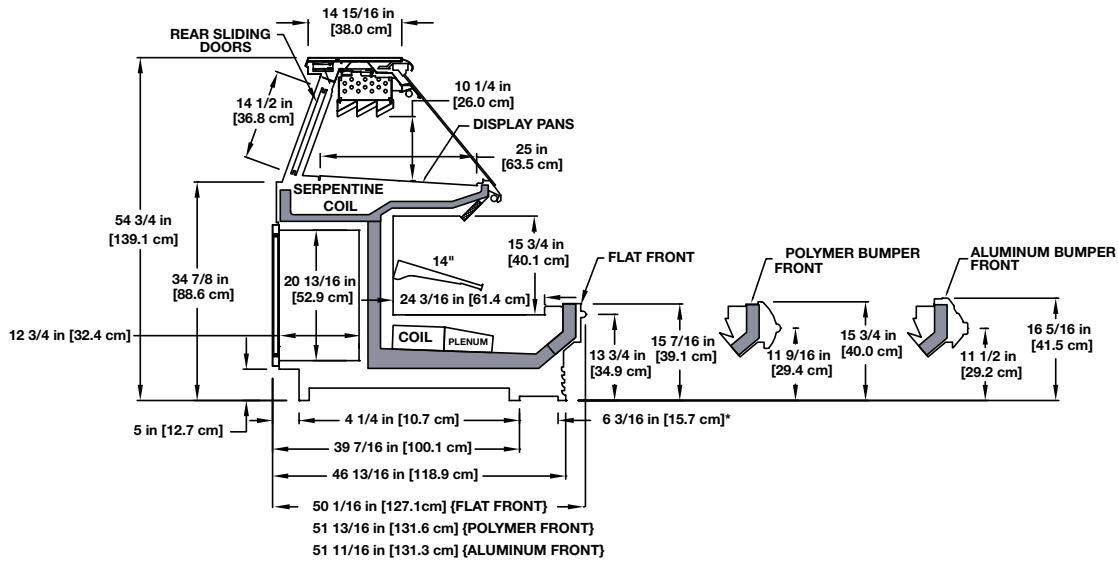 14 15/16 in
[38.0 cm]
REAR SLIDING
DOORS
14 1/2 in
[36.8 cm]
10 1/4 in
[26.0 cm]
DISPLAY PANS
25 in
[63.5 cm]
SERPENTINE
COIL
54 3/4 in
[139.1 cm]
34 7/8 in
[88.6 cm]
20 13/16 in
[52.9 cm]
12 3/4 in [32.4 cm]
14"
15 3/4 in
[40.1 cm]
24 3/16 in [61.4 cm]
FLAT FRONT
COIL
PLENUM
13 3/4 in
[34.9 cm]
15 7/16 in
[39.1 cm]
POLYMER BUMPER
FRONT
11 9/16 in
[29.4 cm]
15 3/4 in
[40.0 cm]
ALUMINUM BUMPER
FRONT
11 1/2 in
[29.2 cm]
16 5/16 in
[41.5 cm]
5 in [12.7 cm]
4 1/4 in [10.7 cm]
6 3/16 in [15.7 cm]*
39 7/16 in [100.1 cm]
46 13/16 in [118.9 cm]
50 1/16 in [127.1cm] {FLAT FRONT}
51 13/16 in [131.6 cm] {POLYMER FRONT}
51 11/16 in [131.3 cm] {ALUMINUM FRONT}